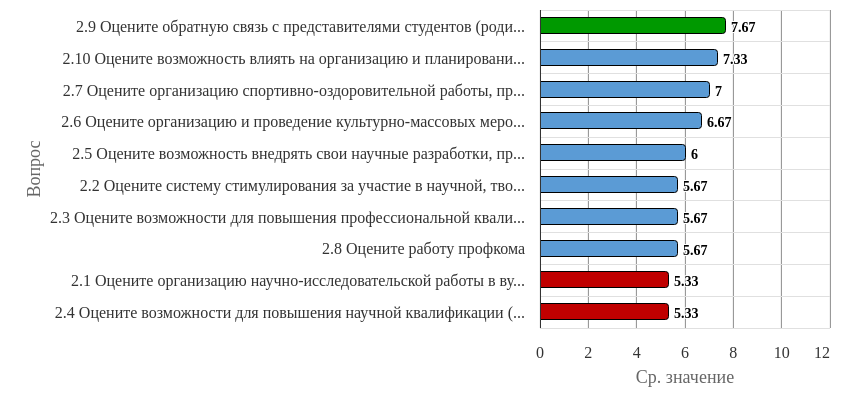 2.9 Оцените обратную связь с представителями студентов (роди... 7.67
2.10 Оцените возможность влиять на организацию и планировани... 7.33
2.7 Оцените организацию спортивно-оздоровительной работы, пр... 7
2.6 Оцените организацию и проведение культурно-массовых меро... 6.67
2.5 Оцените возможность внедрять свои научные разработки, пр... 6
2.2 Оцените систему стимулирования за участие в научной, тво... 5.67
2.3 Оцените возможности для повышения профессиональной квали... 5.67
2.8 Оцените работу профкома 5.67
2.1 Оцените организацию научно-исследовательской работы в ву... 5.33
2.4 Оцените возможности для повышения научной квалификации (... 5.33
Вопрос
0 2 4 6 8 10 12
Ср. значение